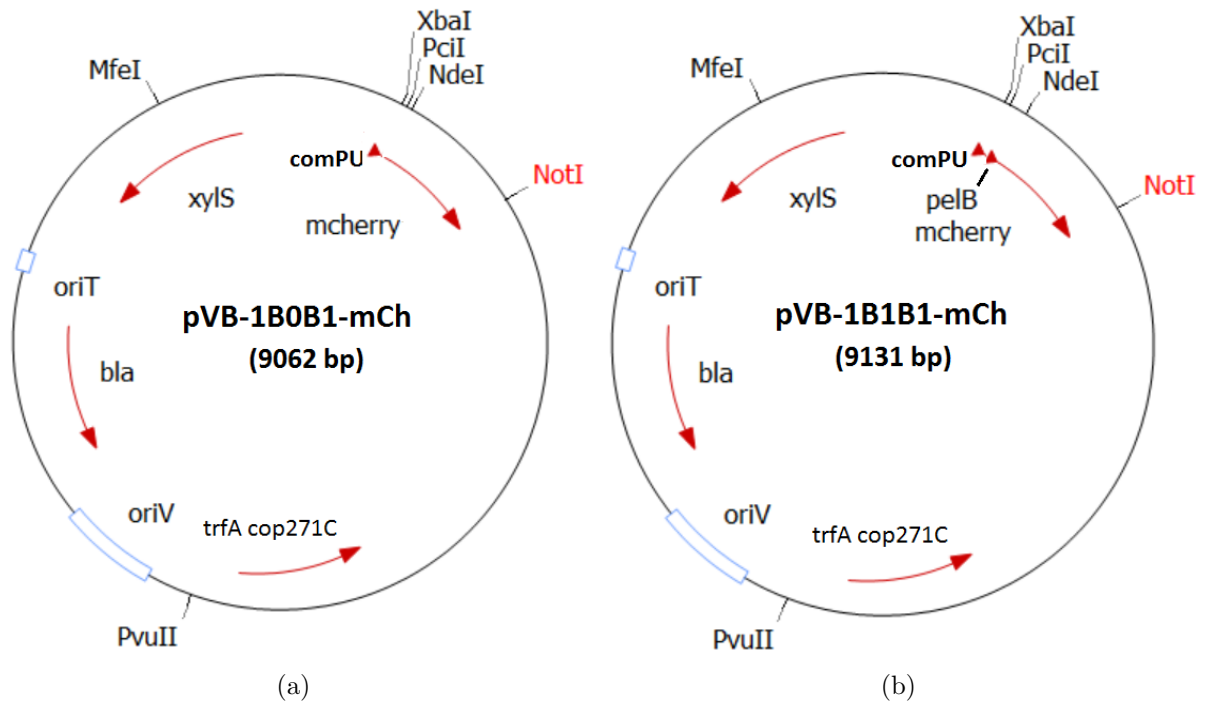 XbaI
PciI
NdeI
MfeI
comPU
NotI
xylS
mcherry
oriT
pVB-1B0B1-mCh
(9062 bp)
bla
oriV
trfA cop271C
PvuII
(a)
XbaI
PciI
NdeI
MfeI
comPU
NotI
xylS
pelB
mcherry
oriT
pVB-1B1B1-mCh
(9131 bp)
bla
oriV
trfA cop271C
PvuII
(b)